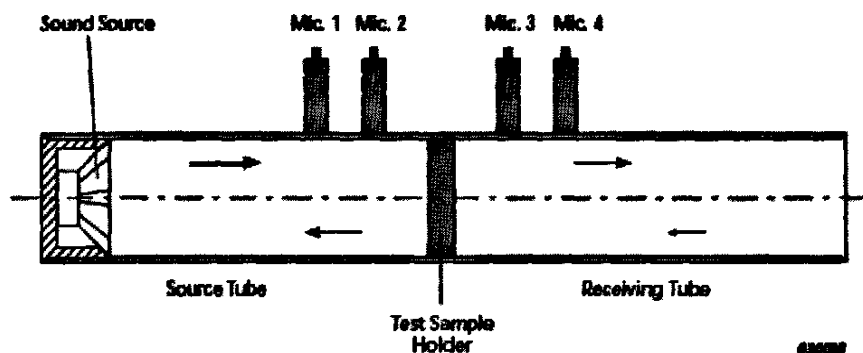 Sound Source
Mic. 1
Mic. 2
Mic. 3
Mic. 4
Source Tube
Receiving Tube
Test Sample
Holder